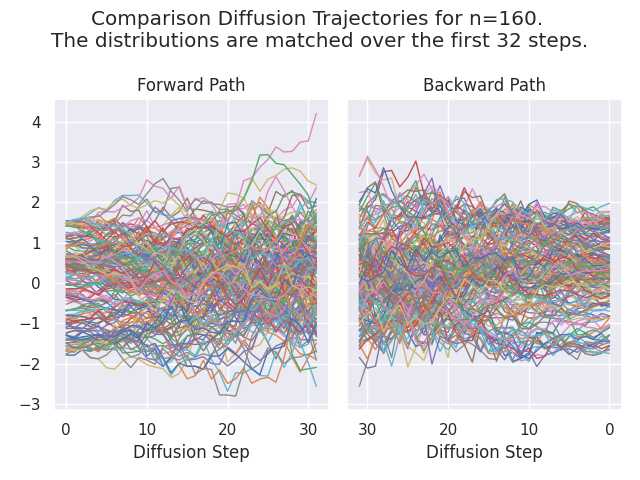 Comparison Diffusion Trajectories for n=160.
The distributions are matched over the first 32 steps.
Forward Path
Backward Path
4
3
2
1
0
−1
−2
−3
0
10
20
30
30
20
10
0
Diffusion Step
Diffusion Step